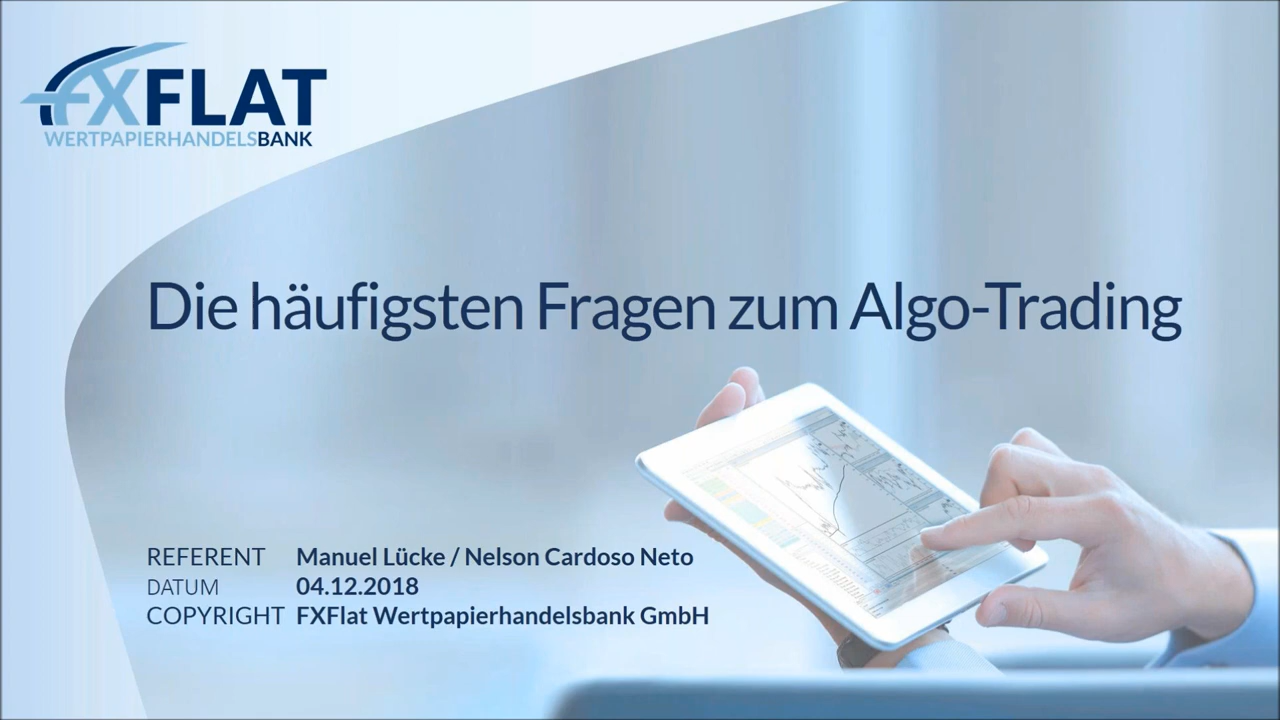 FXFLAT
WERTPAPIERHANDELSBANK
Die häufigsten Fragen zum Algo-Trading
REFERENT Manuel Lücke / Nelson Cardoso Neto
DATUM 04.12.2018
COPYRIGHT FXFlat Wertpapierhandelsbank GmbH